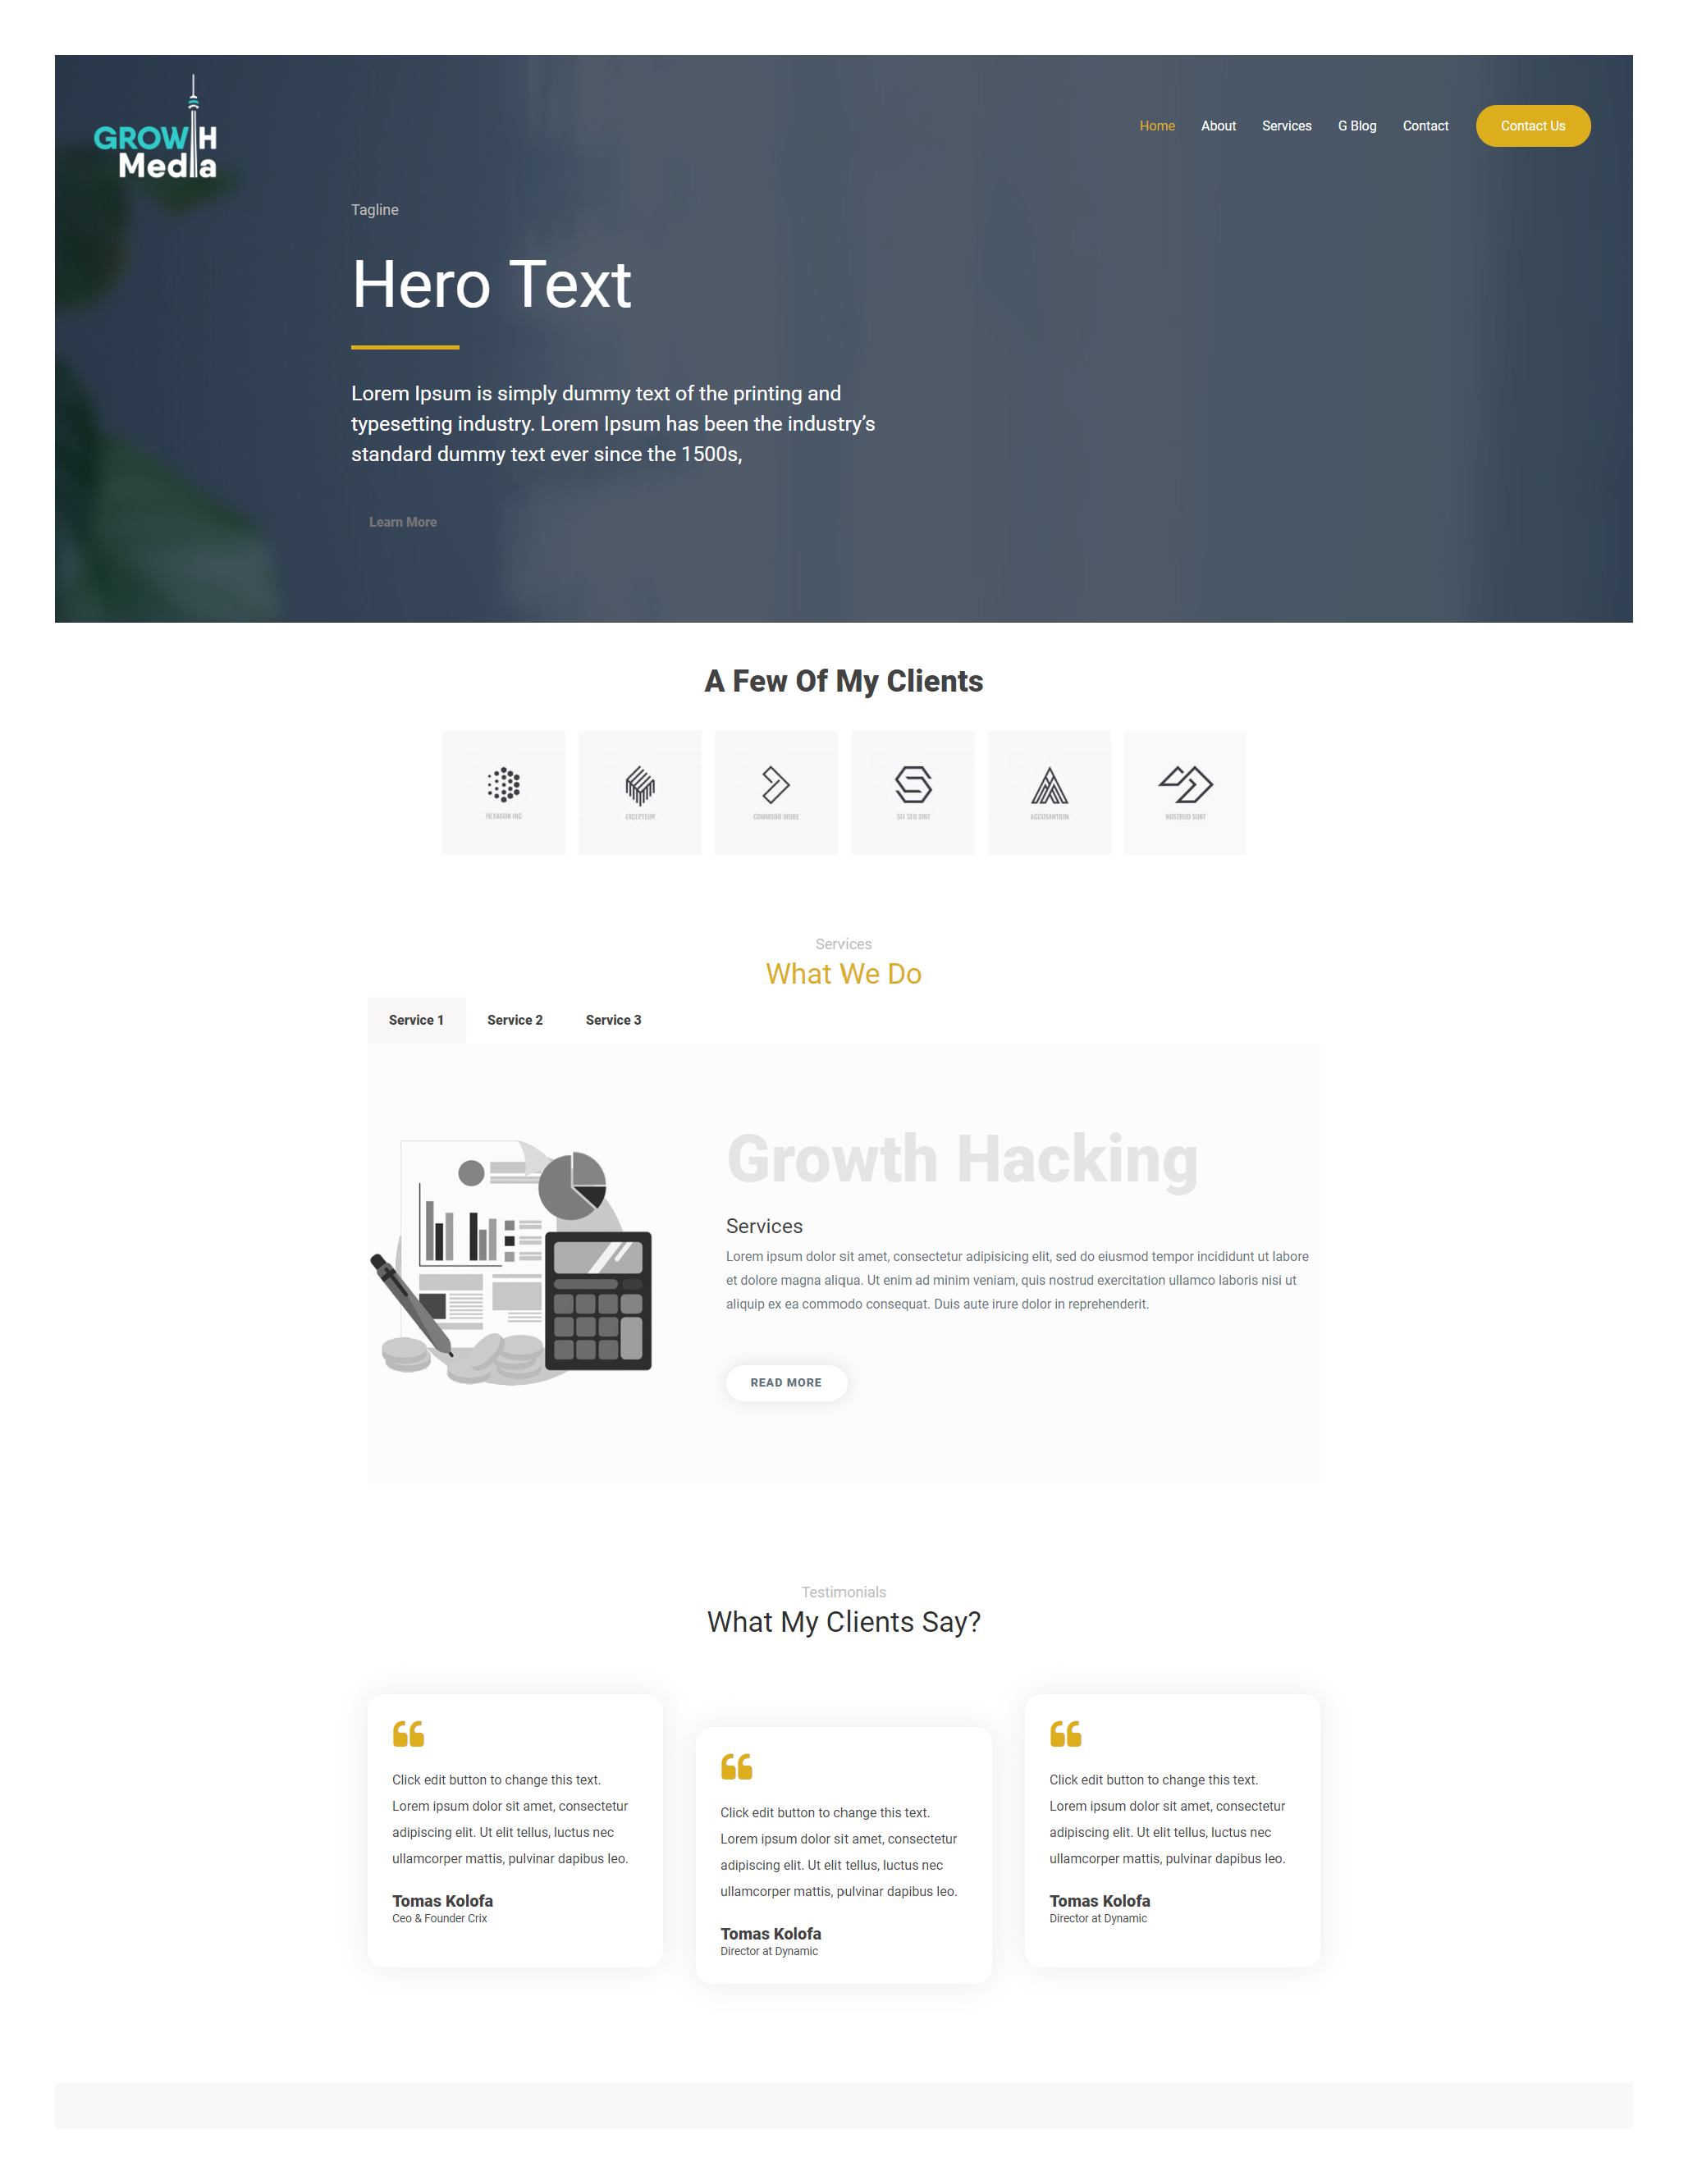 GROWTH
Media
Home
About
Services
G Blog
Contact
Contact Us
Tagline
Hero Text
Lorem Ipsum is simply dummy text of the printing and
typesetting industry. Lorem Ipsum has been the industry’s
standard dummy text ever since the 1500s,
Learn More
A Few Of My Clients
HEXAGON INC
EXCEPTEUR
COMMODO IRURE
SIT SED SINT
ACCUSANTIUM
NOSTRUD SUNT
Services
What We Do
Service 1
Service 2
Service 3
Growth Hacking
Services
Lorem ipsum dolor sit amet, consectetur adipisicing elit, sed do eiusmod tempor incididunt ut labore
et dolore magna aliqua. Ut enim ad minim veniam, quis nostrud exercitation ullamco laboris nisi ut
aliquip ex ea commodo consequat. Duis aute irure dolor in reprehenderit.
READ MORE
Testimonials
What My Clients Say?
Click edit button to change this text.
Lorem ipsum dolor sit amet, consectetur
adipiscing elit. Ut elit tellus, luctus nec
ullamcorper mattis, pulvinar dapibus leo.
Tomas Kolofa
Ceo & Founder Crix
Click edit button to change this text.
Lorem ipsum dolor sit amet, consectetur
adipiscing elit. Ut elit tellus, luctus nec
ullamcorper mattis, pulvinar dapibus leo.
Tomas Kolofa
Director at Dynamic
Click edit button to change this text.
Lorem ipsum dolor sit amet, consectetur
adipiscing elit. Ut elit tellus, luctus nec
ullamcorper mattis, pulvinar dapibus leo.
Tomas Kolofa
Director at Dynamic